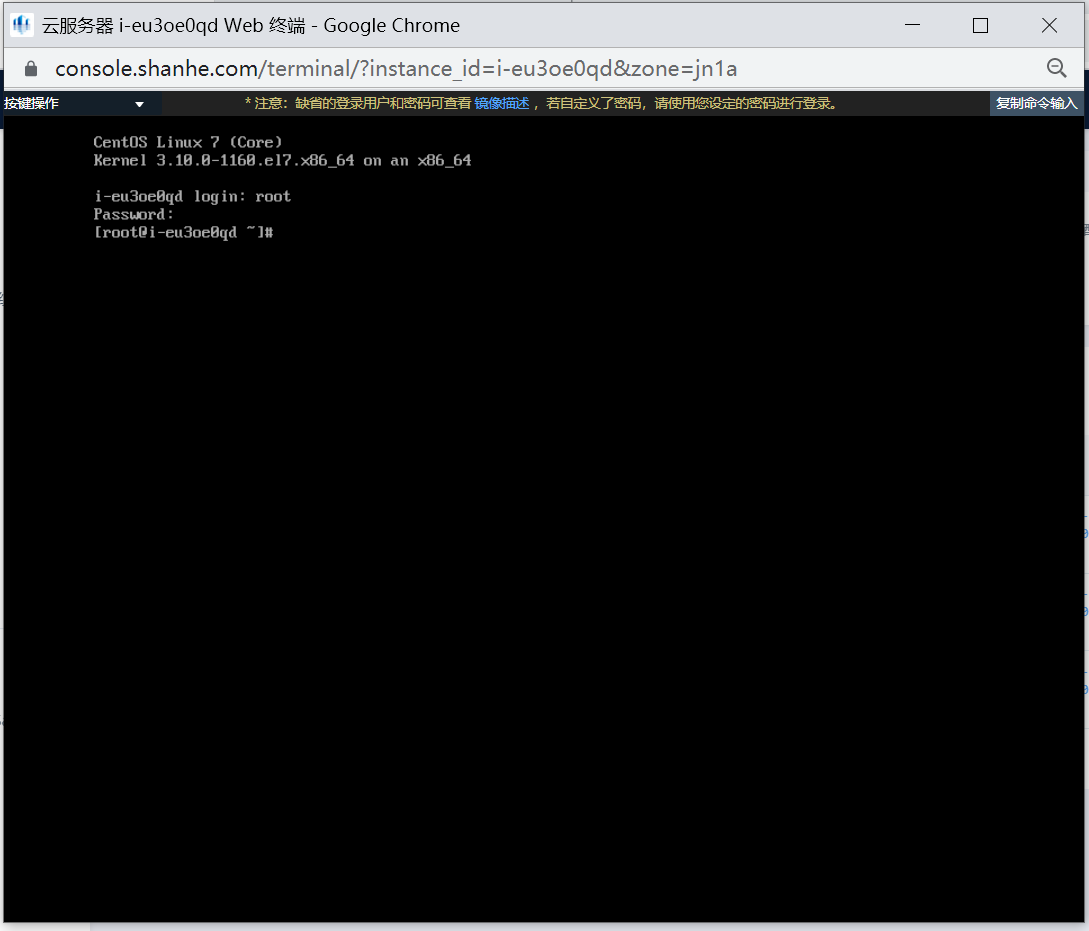 云服务器 i-eu3oe0qd Web 终端 - Google Chrome
console.shanhe.com/terminal/?instance_id=i-eu3oe0qd&zone=jn1a
按键操作 * 注意：缺省的登录用户和密码可查看 镜像描述 ，若自定义了密码，请使用您设定的密码进行登录。 复制命令输入
CentOS Linux 7 (Core)
Kernel 3.10.0-1160.el7.x86_64 on an x86_64
i-eu3oe0qd login: root
Password:
[root@i-eu3oe0qd ~]#